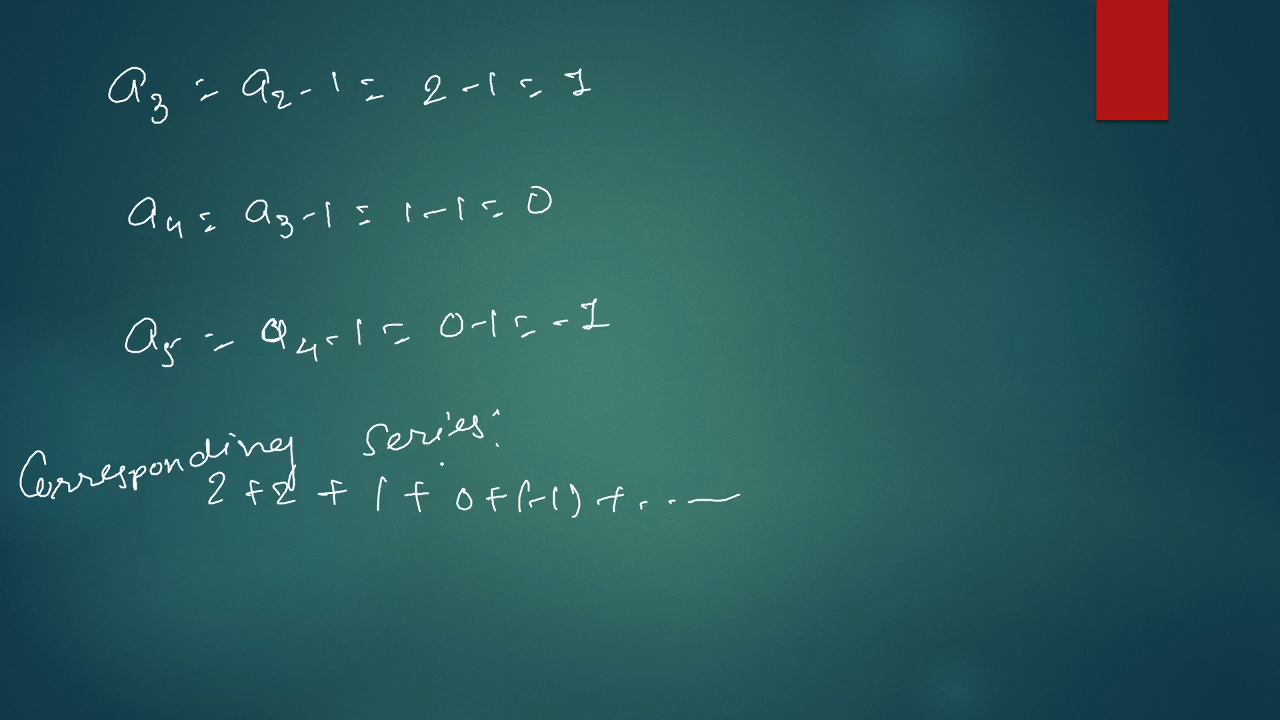 a₃ = a₂ - 1 = 2 - 1 = 1
a₄ = a₃ - 1 = 1 - 1 = 0
a₅ = a₄ - 1 = 0 - 1 = -1
Corresponding series:
2 + 2 + 1 + 0 + (-1) + ...